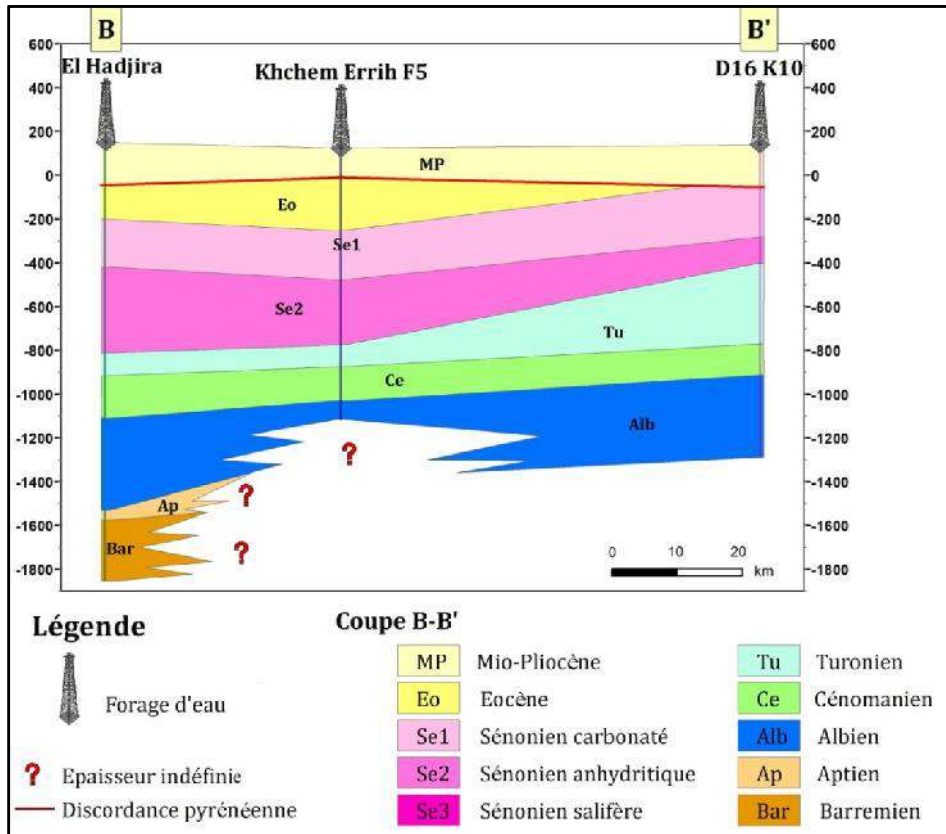 B B'
El Hadjira Khchem Errih F5 D16 K10
600 600
400 400
200 200
MP
0 0
Eo
-200 -200
Se1
-400 -400
Se2
-600 -600
Tu
-800 -800
Ce
-1000 -1000
Alb
-1200 -1200
?
-1400 -1400
Ap ?
-1600 -1600
Bar ?
0 10 20
km
-1800 -1800
Légende
Forage d'eau
? Epaisseur indéfinie
Discordance pyrénéenne
Coupe B-B'
MP Mio-Pliocène
Eo Eocène
Se1 Sénonien carbonaté
Se2 Sénonien anhydritique
Se3 Sénonien salifère
Tu Turonien
Ce Cénomanien
Alb Albien
Ap Aptien
Bar Barremien